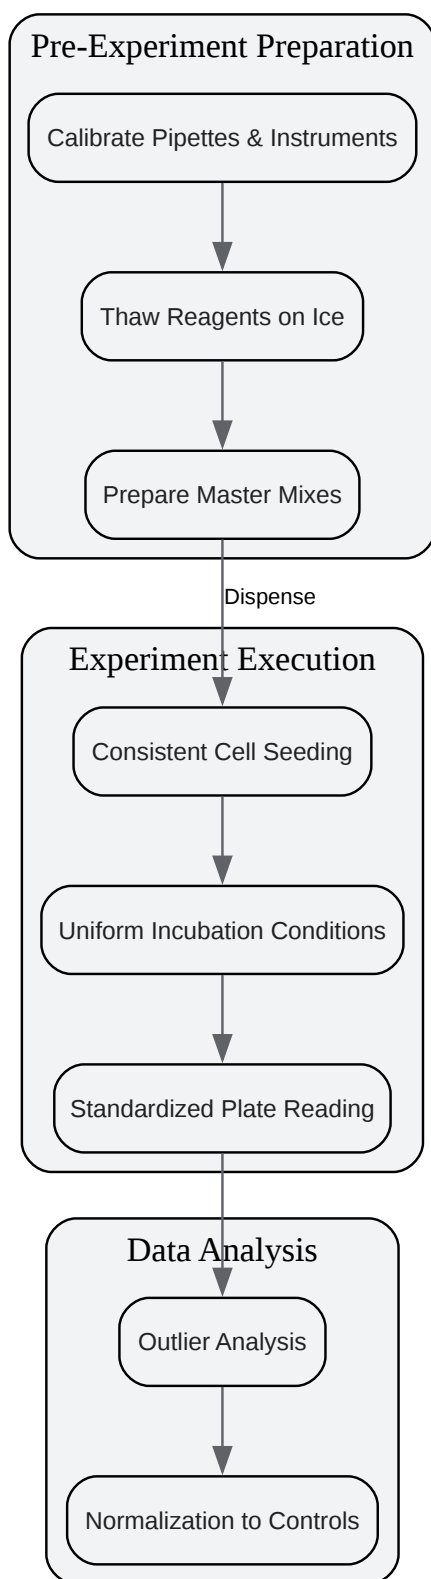 Pre-Experiment Preparation
Calibrate Pipettes & Instruments
Thaw Reagents on Ice
Prepare Master Mixes
Dispense
Experiment Execution
Consistent Cell Seeding
Uniform Incubation Conditions
Standardized Plate Reading
Data Analysis
Outlier Analysis
Normalization to Controls